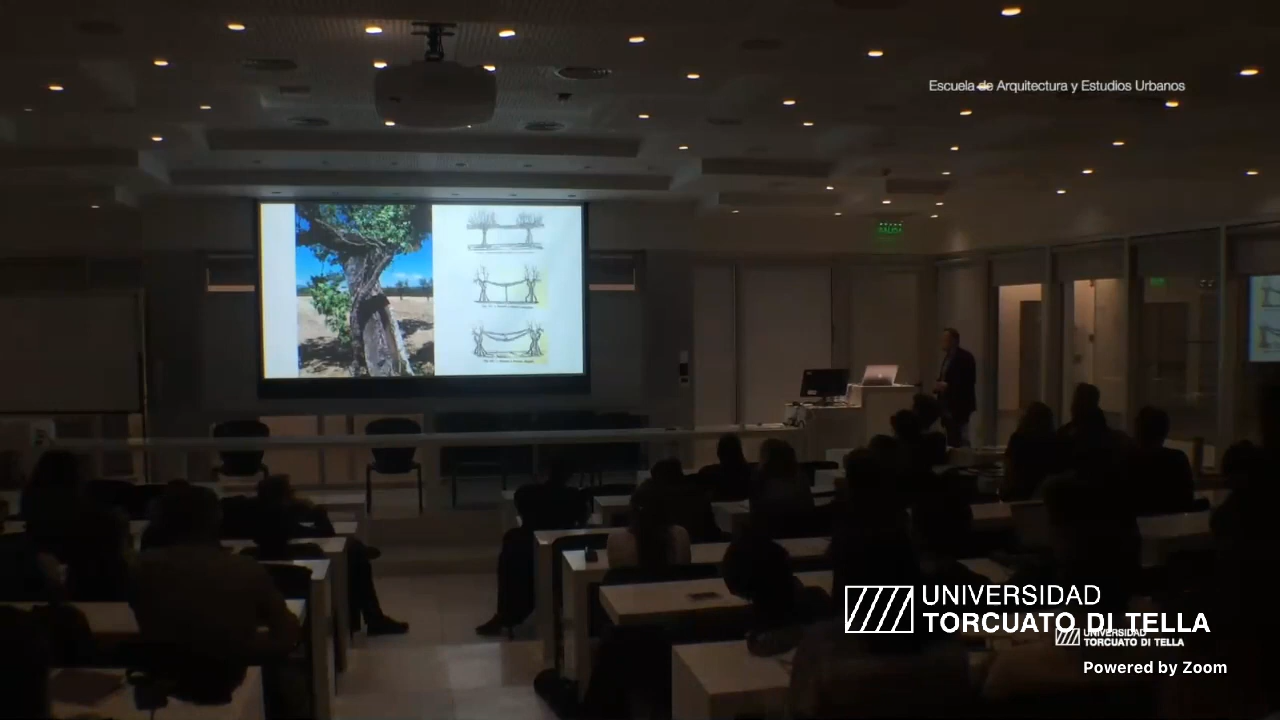 Escuela de Arquitectura y Estudios Urbanos
SALIDA
UNIVERSIDAD
TORCUATO DI TELLA
UNIVERSIDAD
TORCUATO DI TELLA
Powered by Zoom